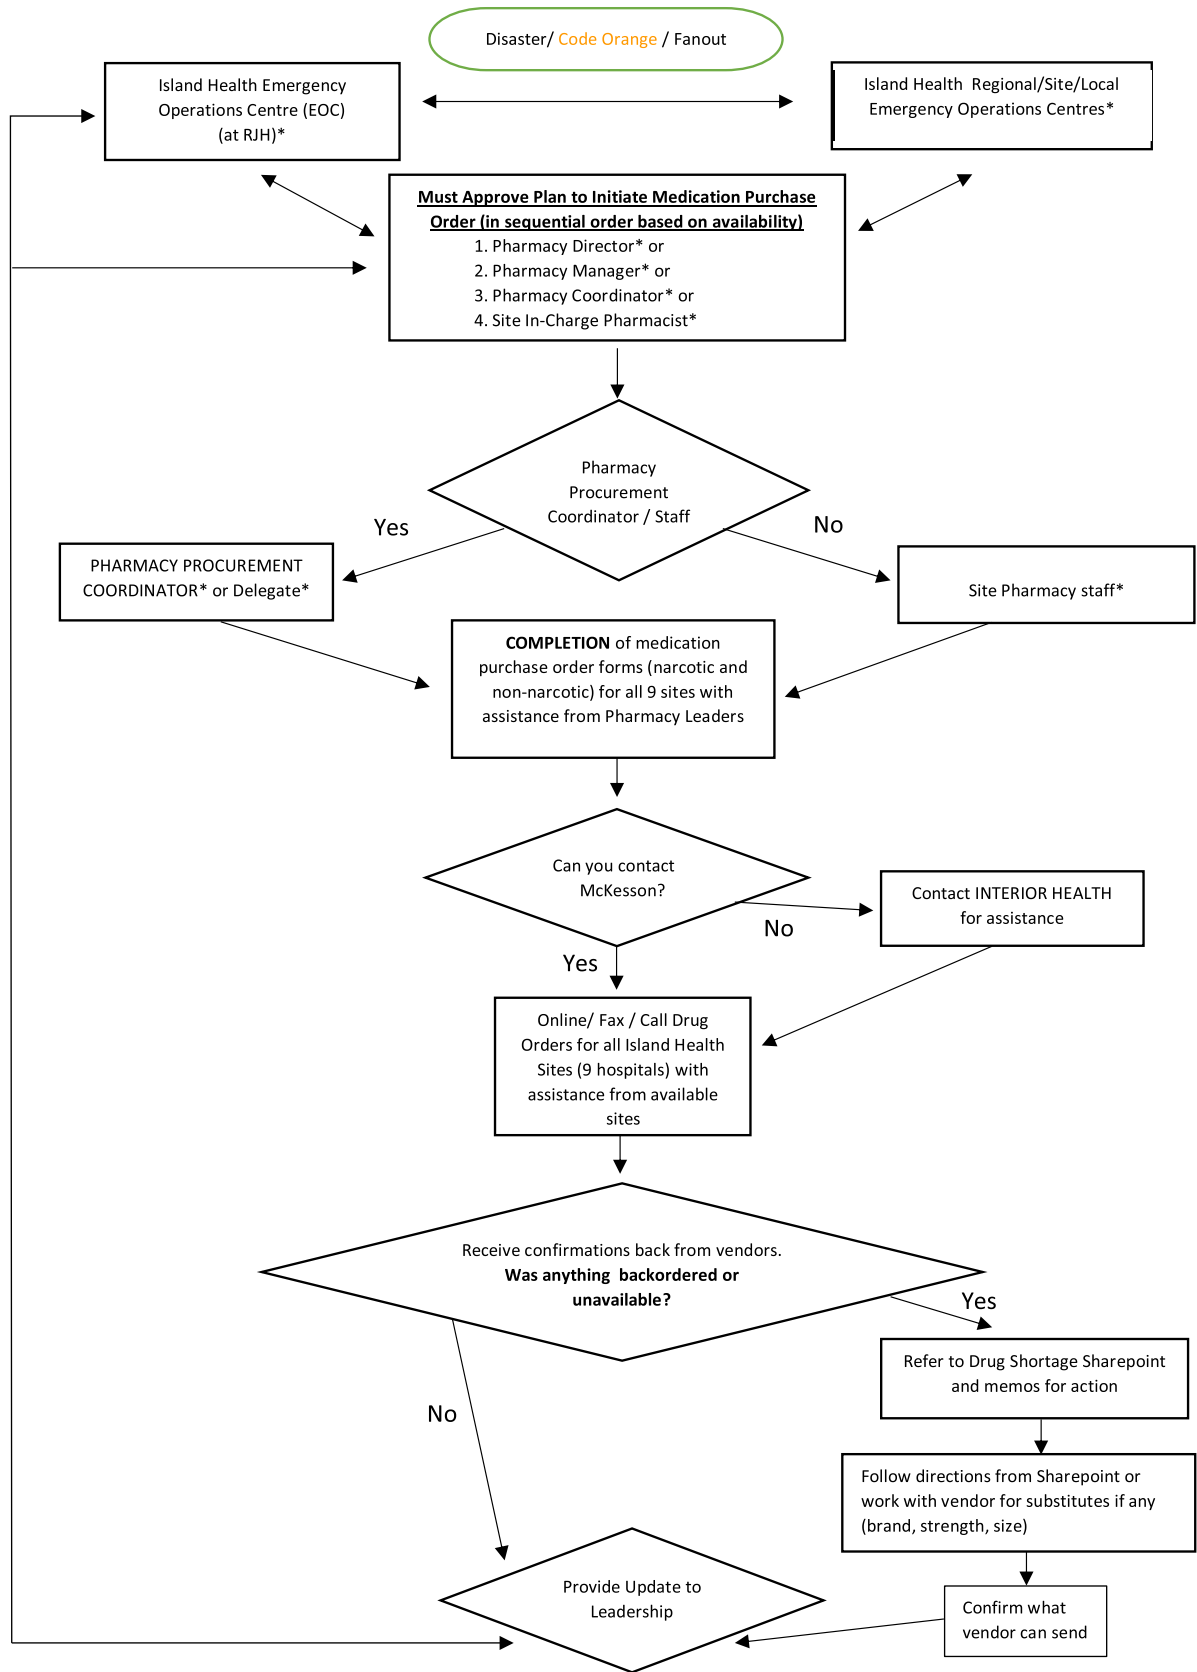 Disaster/ Code Orange / Fanout
Island Health Emergency
Operations Centre (EOC)
(at RJH)*
Island Health  Regional/Site/Local
Emergency Operations Centres*
Must Approve Plan to Initiate Medication Purchase
Order (in sequential order based on availability)
1. Pharmacy Director* or
2. Pharmacy Manager* or
3. Pharmacy Coordinator* or
4. Site In-Charge Pharmacist*
Pharmacy
Procurement
Coordinator / Staff
Yes
No
PHARMACY PROCUREMENT
COORDINATOR* or Delegate*
Site Pharmacy staff*
COMPLETION of medication
purchase order forms (narcotic and
non-narcotic) for all 9 sites with
assistance from Pharmacy Leaders
Can you contact
McKesson?
No
Contact INTERIOR HEALTH
for assistance
Yes
Online/ Fax / Call Drug
Orders for all Island Health
Sites (9 hospitals) with
assistance from available
sites
Receive confirmations back from vendors.
Was anything  backordered or
unavailable?
Yes
Refer to Drug Shortage Sharepoint
and memos for action
No
Follow directions from Sharepoint or
work with vendor for substitutes if any
(brand, strength, size)
Provide Update to
Leadership
Confirm what
vendor can send